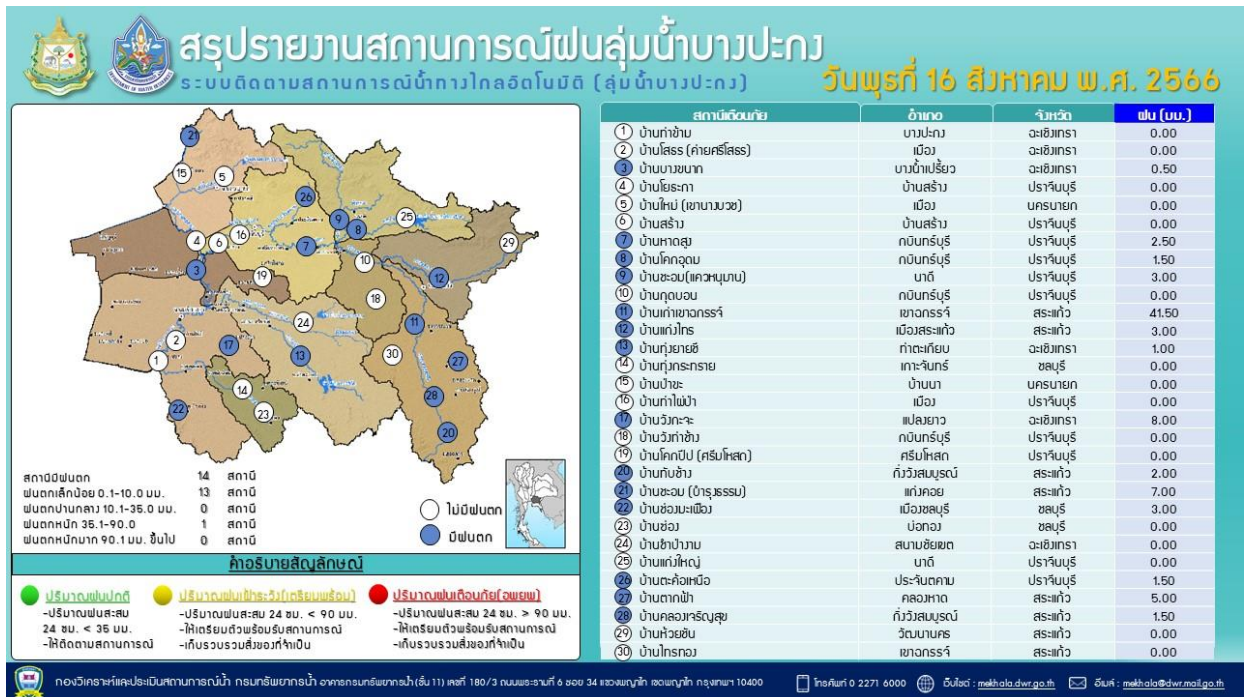 สรุปรายงานสถานการณ์ฝนลุ่มน้ำบางปะกง
ระบบติดตามสถานการณ์น้ำทางไกลอัตโนมัติ (ลุ่มน้ำบางปะกง)
วันพุธที่ 16 สิงหาคม พ.ศ. 2566
สถานีมีฝนตก 14 สถานี
ฝนตกเล็กน้อย 0.1-10.0 มม. 13 สถานี
ฝนตกปานกลาง 10.1-35.0 มม. 0 สถานี
ฝนตกหนัก 35.1-90.0 1 สถานี
ฝนตกหนักมาก 90.1 มม. ขึ้นไป 0 สถานี
ไม่มีฝนตก
มีฝนตก
คำอธิบายสัญลักษณ์
ปริมาณฝนปกติ
-ปริมาณฝนสะสม
24 ชม. < 35 มม.
-ให้ติดตามสถานการณ์
ปริมาณฝนเฝ้าระวัง(เตรียมพร้อม)
-ปริมาณฝนสะสม 24 ชม. < 90 มม.
-ให้เตรียมตัวพร้อมรับสถานการณ์
-เก็บรวบรวมสิ่งของที่จำเป็น
ปริมาณฝนเตือนภัย(อพยพ)
-ปริมาณฝนสะสม 24 ชม. > 90 มม.
-ให้เตรียมตัวพร้อมรับสถานการณ์
-เก็บรวบรวมสิ่งของที่จำเป็น
สถานีเตือนภัย อำเภอ จังหวัด ฝน (มม.)
1 บ้านท่าข้าม บางปะกง ฉะเชิงเทรา 0.00
2 บ้านโสธร (ค่ายศรีโสธร) เมือง ฉะเชิงเทรา 0.00
3 บ้านบางขนาก บางน้ำเปรี้ยว ฉะเชิงเทรา 0.50
4 บ้านโยธะกา บ้านสร้าง ปราจีนบุรี 0.00
5 บ้านใหม่ (เขานางบวช) เมือง นครนายก 0.00
6 บ้านสร้าง บ้านสร้าง ปราจีนบุรี 0.00
7 บ้านหาดสูง กบินทร์บุรี ปราจีนบุรี 2.50
8 บ้านโคกอุดม กบินทร์บุรี ปราจีนบุรี 1.50
9 บ้านชะอม(แควหนุมาน) นาดี ปราจีนบุรี 3.00
10 บ้านกุดบอน กบินทร์บุรี ปราจีนบุรี 0.00
11 บ้านเก่าเขาฉกรรจ์ เขาฉกรรจ์ สระแก้ว 41.50
12 บ้านแก่งไทร เมืองสระแก้ว สระแก้ว 3.00
13 บ้านทุ่งยายชี ท่าตะเกียบ ฉะเชิงเทรา 1.00
14 บ้านทุ่งกระทราย เกาะจันทร์ ชลบุรี 0.00
15 บ้านป่าขะ บ้านนา นครนายก 0.00
16 บ้านท่าไผ่ป่า เมือง ปราจีนบุรี 0.00
17 บ้านวังกะจะ แปลงยาว ฉะเชิงเทรา 8.00
18 บ้านวังท่าช้าง กบินทร์บุรี ปราจีนบุรี 0.00
19 บ้านโคกปีป (ศรีมโหสถ) ศรีมโหสถ ปราจีนบุรี 0.00
20 บ้านทับช้าง กิ่งวังสมบูรณ์ สระแก้ว 2.00
21 บ้านชะอม (บำรุงธรรม) แก่งคอย สระแก้ว 7.00
22 บ้านช่องมะเฟือง เมืองชลบุรี ชลบุรี 3.00
23 บ้านช่อง บ่อทอง ชลบุรี 0.00
24 บ้านชำป่างาม สนามชัยเขต ฉะเชิงเทรา 0.00
25 บ้านแก่งใหญ่ นาดี ปราจีนบุรี 0.00
26 บ้านตะค้อเหนือ ประจันตคาม ปราจีนบุรี 1.50
27 บ้านตากฟ้า คลองหาด สระแก้ว 5.00
28 บ้านคลองเจริญสุข กิ่งวังสมบูรณ์ สระแก้ว 1.50
29 บ้านห้วยชัน วัฒนานคร สระแก้ว 0.00
30 บ้านไทรทอง เขาฉกรรจ์ สระแก้ว 0.00
กองวิเคราะห์และประเมินสถานการณ์น้ำ กรมทรัพยากรน้ำ อาคารกรมทรัพยากรน้ำ (ชั้น 11) เลขที่ 180/3 ถนนพระรามที่ 6 ซอย 34 แขวงพญาไท เขตพญาไท กรุงเทพฯ 10400 โทรศัพท์ 0 2271 6000 เว็บไซต์ : mekhala.dwr.go.th อีเมล์ : mekhala@dwr.mail.go.th